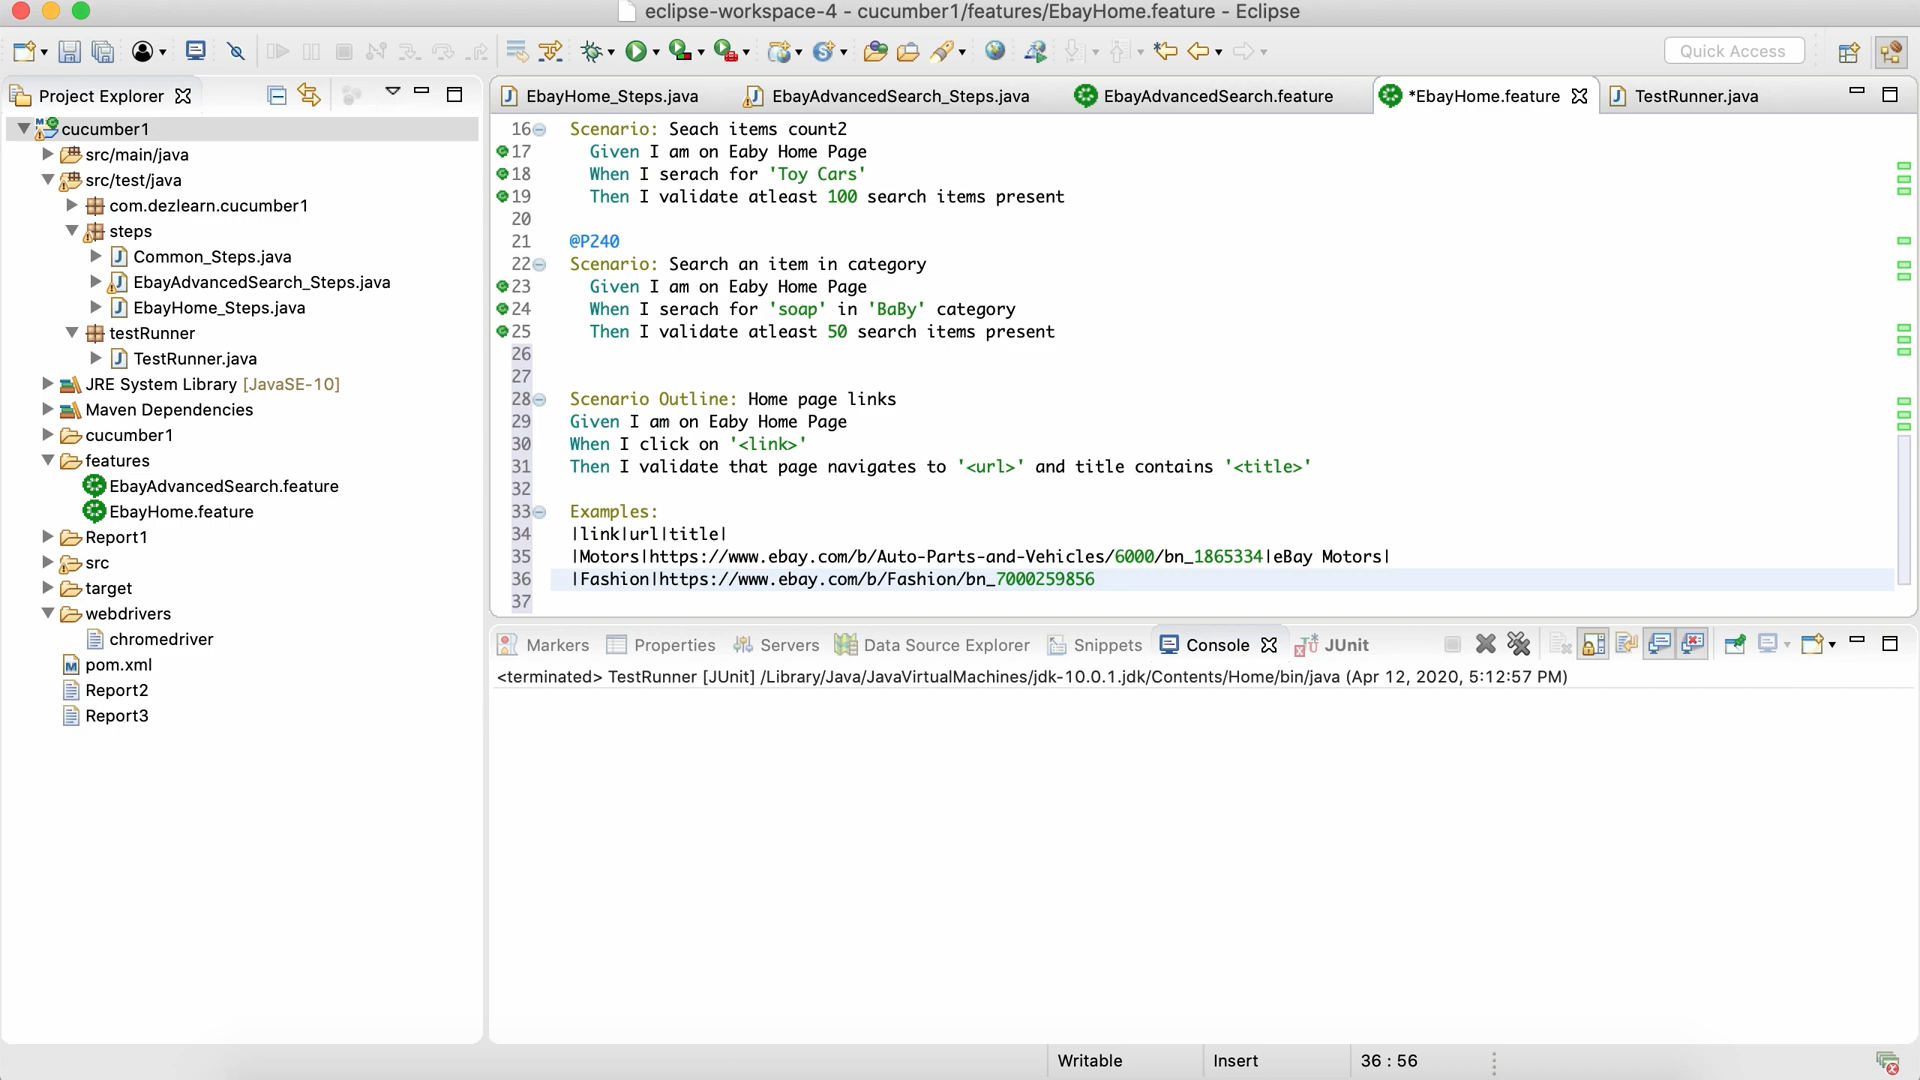 eclipse-workspace-4 - cucumber1/features/EbayHome.feature - Eclipse
Quick Access
Project Explorer
cucumber1
src/main/java
src/test/java
com.dezlearn.cucumber1
steps
Common_Steps.java
EbayAdvancedSearch_Steps.java
EbayHome_Steps.java
testRunner
TestRunner.java
JRE System Library [JavaSE-10]
Maven Dependencies
cucumber1
features
EbayAdvancedSearch.feature
EbayHome.feature
Report1
src
target
webdrivers
chromedriver
pom.xml
Report2
Report3
EbayHome_Steps.java EbayAdvancedSearch_Steps.java EbayAdvancedSearch.feature *EbayHome.feature TestRunner.java
16 Scenario: Seach items count2
17 Given I am on Eaby Home Page
18 When I serach for 'Toy Cars'
19 Then I validate atleast 100 search items present
20
21 @P240
22 Scenario: Search an item in category
23 Given I am on Eaby Home Page
24 When I serach for 'soap' in 'BaBy' category
25 Then I validate atleast 50 search items present
26
27
28 Scenario Outline: Home page links
29 Given I am on Eaby Home Page
30 When I click on '<link>'
31 Then I validate that page navigates to '<url>' and title contains '<title>'
32
33 Examples:
34 |link|url|title|
35 |Motors|https://www.ebay.com/b/Auto-Parts-and-Vehicles/6000/bn_1865334|eBay Motors|
36 |Fashion|https://www.ebay.com/b/Fashion/bn_7000259856
37
Markers Properties Servers Data Source Explorer Snippets Console JUnit
<terminated> TestRunner [JUnit] /Library/Java/JavaVirtualMachines/jdk-10.0.1.jdk/Contents/Home/bin/java (Apr 12, 2020, 5:12:57 PM)
Writable Insert 36 : 56